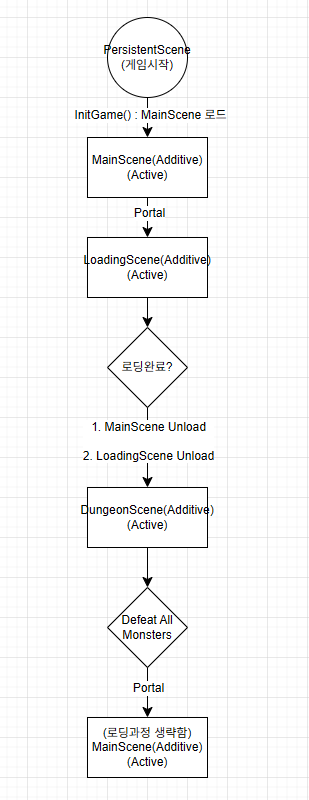 PersistentScene
(게임시작)
InitGame() : MainScene 로드
MainScene(Additive)
(Active)
Portal
LoadingScene(Additive)
(Active)
로딩완료?
1. MainScene Unload
2. LoadingScene Unload
DungeonScene(Additive)
(Active)
Defeat All
Monsters
Portal
(로딩과정 생략함)
MainScene(Additive)
(Active)